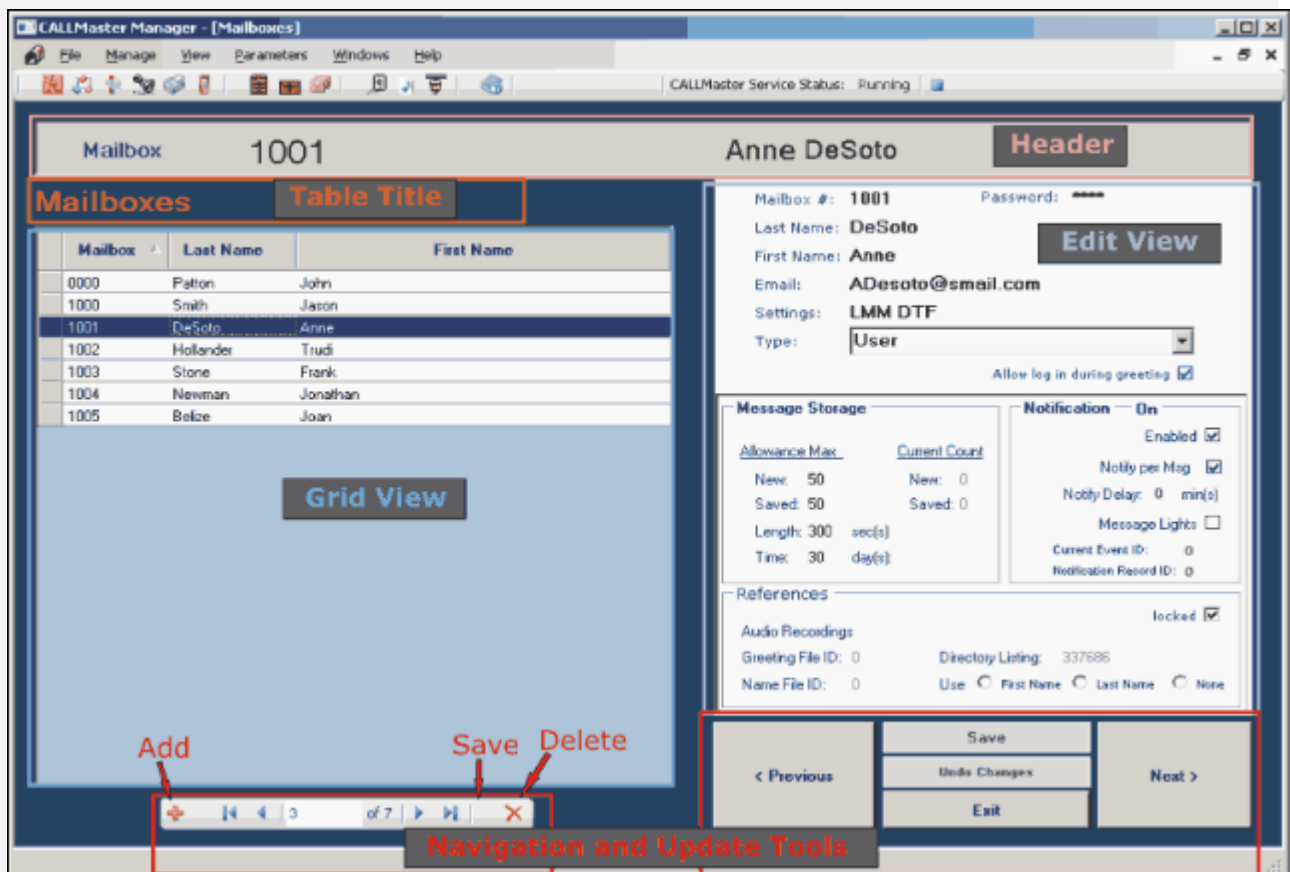 CALLMaster Manager - [Mailboxes]
File Manage View Parameters Windows Help
CALLMaster Service Status: Running
Mailbox 1001 Anne DeSoto Header
Mailboxes Table Title
Mailbox Last Name First Name
0000 Patton John
1000 Smith Jason
1001 DeSoto Anne
1002 Hollander Trudi
1003 Stone Frank
1004 Newman Jonathan
1005 Belize Joan
Grid View
Mailbox #: 1001 Password: ****
Last Name: DeSoto
Edit View
First Name: Anne
Email: ADesoto@smail.com
Settings: LMM DTF
Type: User
Allow log in during greeting
Message Storage
Allowance Max Current Count
New: 50 New: 0
Saved: 50 Saved: 0
Length: 300 sec(s)
Time: 30 day(s)
Notification On
Enabled
Notify per Msg
Notify Delay: 0 min(s)
Message Lights
Current Event ID: 0
Notification Record ID: 0
References
locked
Audio Recordings
Greeting File ID: 0 Directory Listing: 337686
Name File ID: 0 Use First Name Last Name None
Add Save Delete
3 of 7
< Previous
Save
Undo Changes
Exit
Next >
Navigation and Update Tools